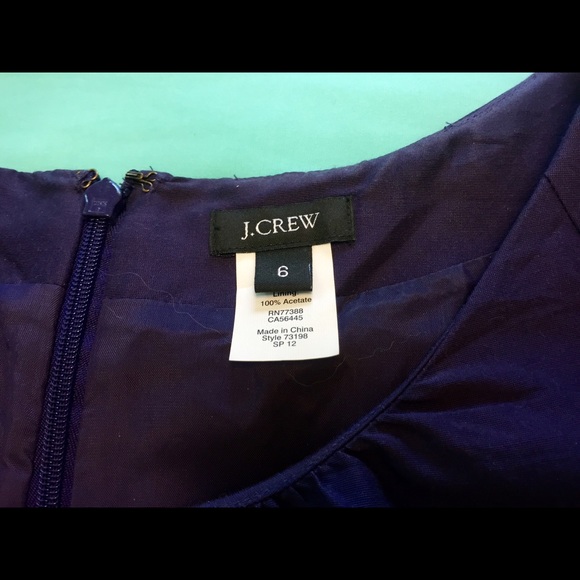 J.CREW
6
Lining
100% Acetate
RN77388
CA56445
Made in China
Style 73198
SP 12